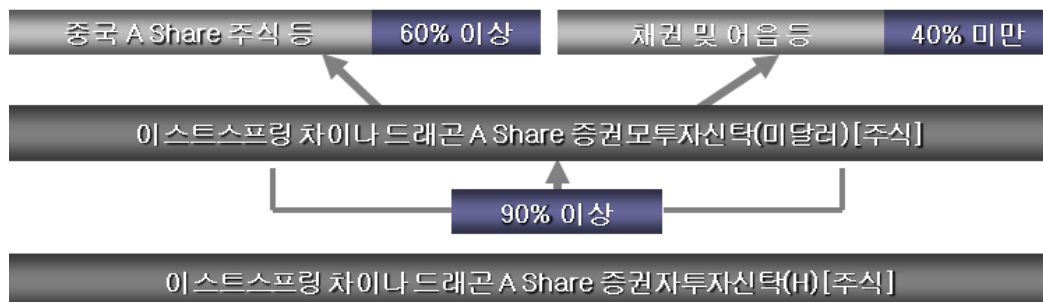 중국 A Share 주식 등 60% 이상 채권 및 어음 등 40% 미만
이스트스프링 차이나 드래곤 A Share 증권모투자신탁(미달러)[주식]
90% 이상
이스트스프링 차이나 드래곤 A Share 증권자투자신탁(H)[주식]